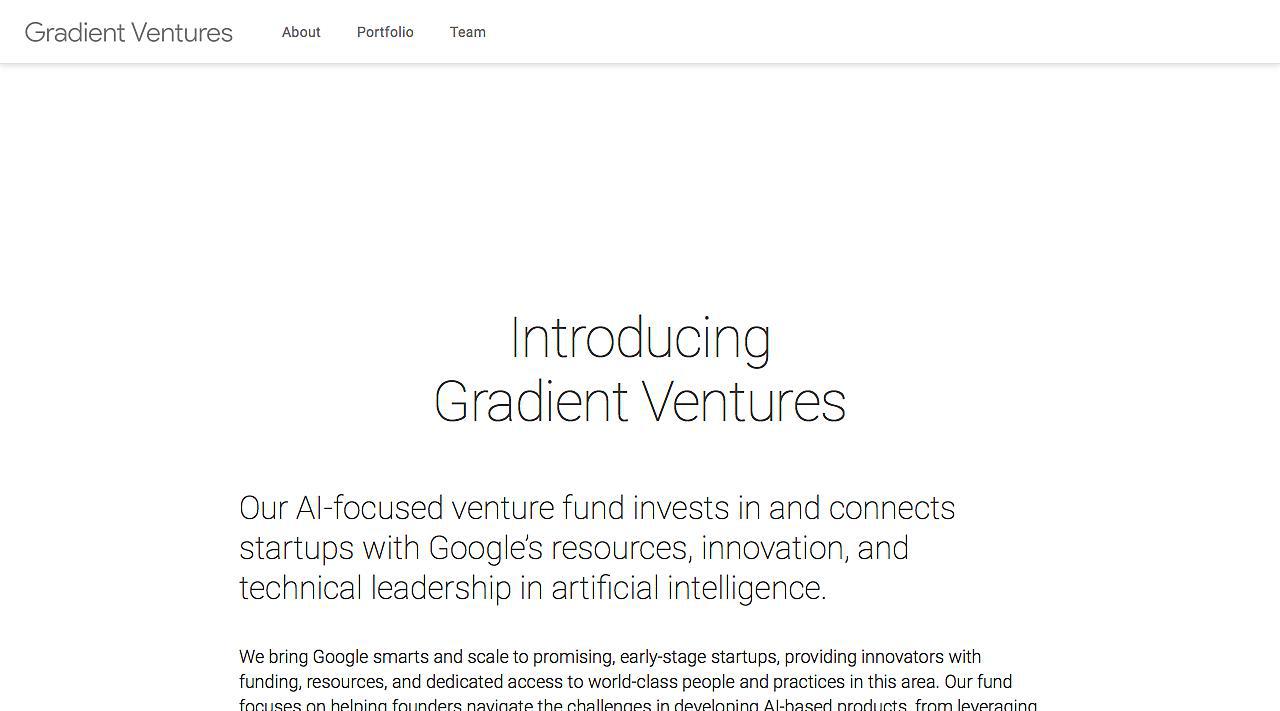 Gradient Ventures
About
Portfolio
Team
Introducing
Gradient Ventures
Our AI-focused venture fund invests in and connects
startups with Google’s resources, innovation, and
technical leadership in artificial intelligence.
We bring Google smarts and scale to promising, early-stage startups, providing innovators with
funding, resources, and dedicated access to world-class people and practices in this area. Our fund
focuses on helping founders navigate the challenges in developing AI-based products, from leveraging